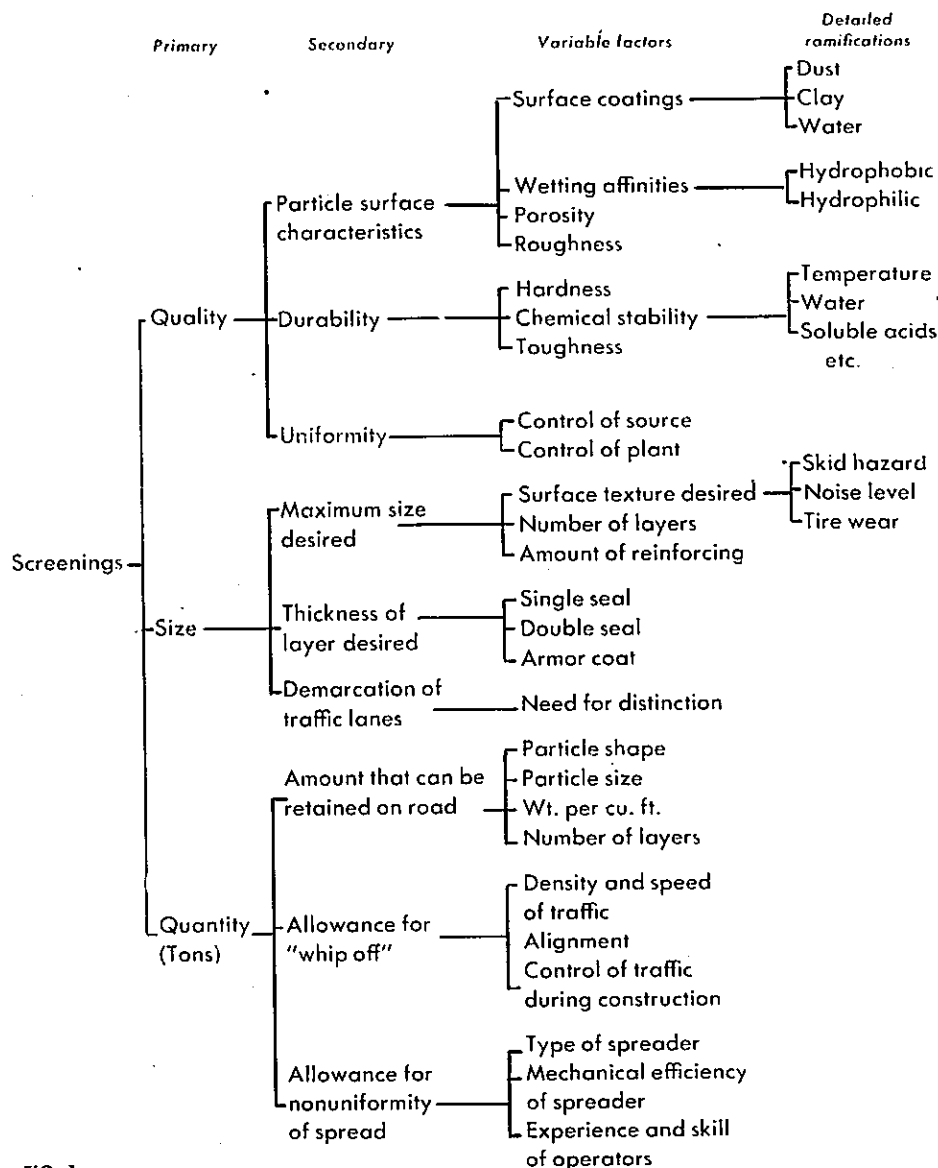 Primary Secondary Variable factors Detailed ramifications
Surface coatings
Dust
Clay
Water
Particle surface
characteristics
Wetting affinities
Porosity
Roughness
Hydrophobic
Hydrophilic
Quality
Durability
Hardness
Chemical stability
Toughness
Temperature
Water
Soluble acids
etc.
Uniformity
Control of source
Control of plant
Screenings
Size
Maximum size
desired
Surface texture desired
Number of layers
Amount of reinforcing
Skid hazard
Noise level
Tire wear
Thickness of
layer desired
Single seal
Double seal
Armor coat
Demarcation of
traffic lanes
Need for distinction
Quantity
(Tons)
Amount that can be
retained on road
Particle shape
Particle size
Wt. per cu. ft.
Number of layers
Allowance for
"whip off"
Density and speed
of traffic
Alignment
Control of traffic
during construction
Allowance for
nonuniformity
of spread
Type of spreader
Mechanical efficiency
of spreader
Experience and skill
of operators